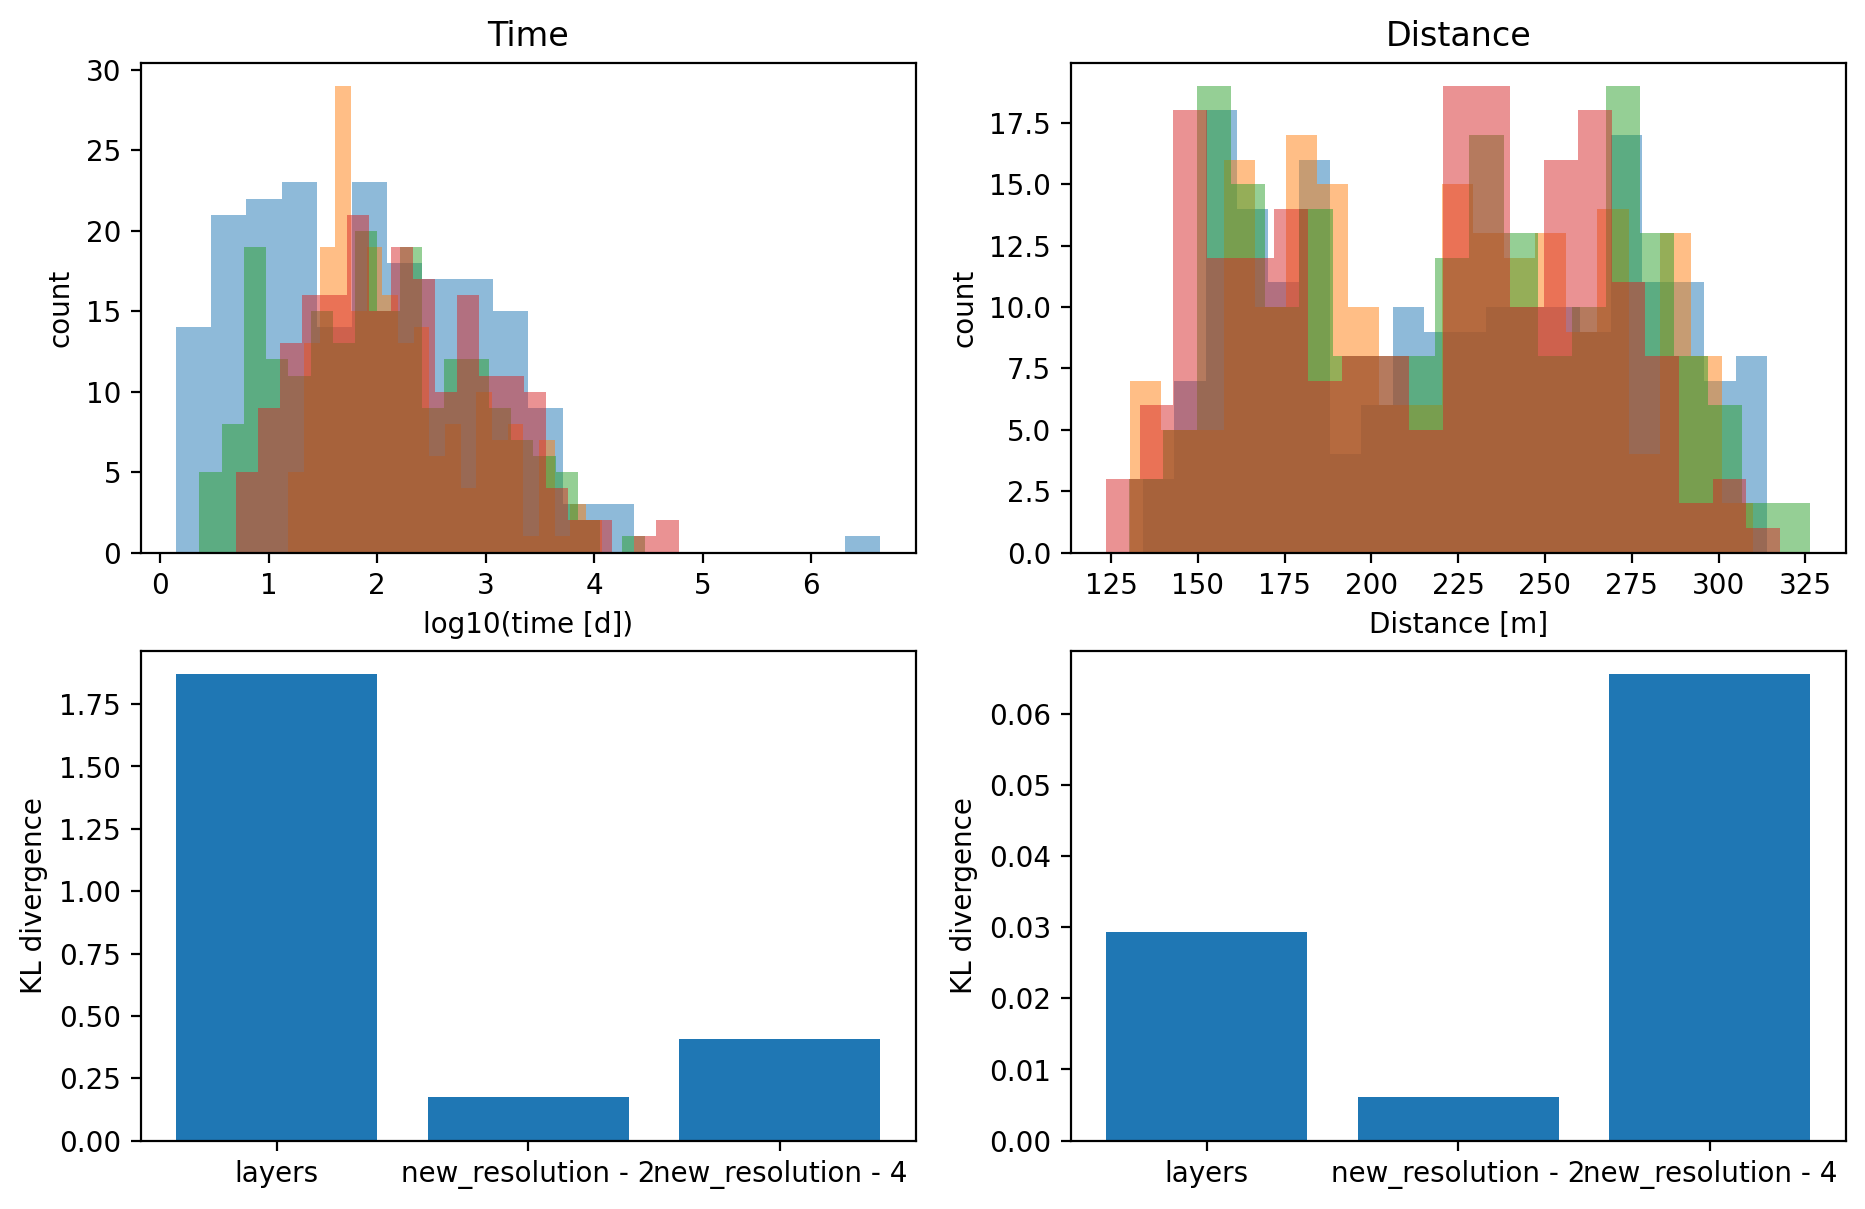 Time
30
25
20
15
10
5
0
count
0 1 2 3 4 5 6
log10(time [d])
Distance
17.5
15.0
12.5
10.0
7.5
5.0
2.5
0.0
count
125 150 175 200 225 250 275 300 325
Distance [m]
1.75
1.50
1.25
1.00
0.75
0.50
0.25
0.00
KL divergence
layers new_resolution - 2 new_resolution - 4
0.06
0.05
0.04
0.03
0.02
0.01
0.00
KL divergence
layers new_resolution - 2 new_resolution - 4